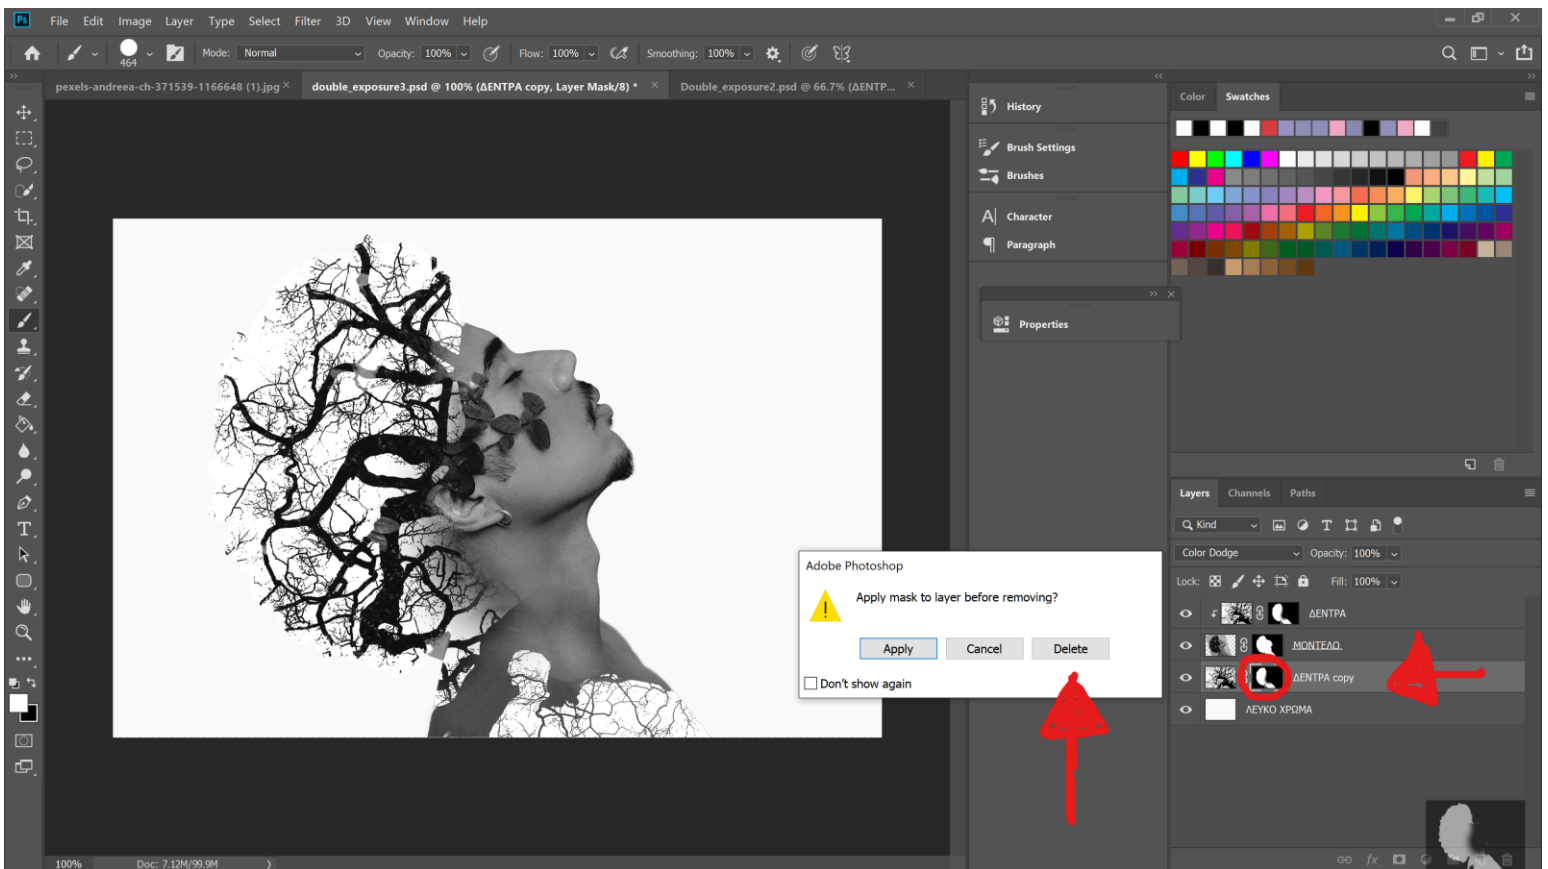 Ps File Edit Image Layer Type Select Filter 3D View Window Help
464 Mode: Normal Opacity: 100% Flow: 100% Smoothing: 100%
pexels-andreea-ch-371539-1166648 (1).jpg × double_exposure3.psd @ 100% (ΔΕΝΤΡΑ copy, Layer Mask/8) * × Double_exposure2.psd @ 66.7% (ΔΕΝΤΡ... ×
History
Brush Settings
Brushes
Character
Paragraph
Properties
Color Swatches
Layers Channels Paths
Kind
Color Dodge Opacity: 100%
Lock: Fill: 100%
ΔΕΝΤΡΑ
ΜΟΝΤΕΛΟ
ΔΕΝΤΡΑ copy
ΛΕΥΚΟ ΧΡΩΜΑ
fx
Adobe Photoshop
Apply mask to layer before removing?
Apply Cancel Delete
Don't show again
100% Doc: 7.12M/99.9M